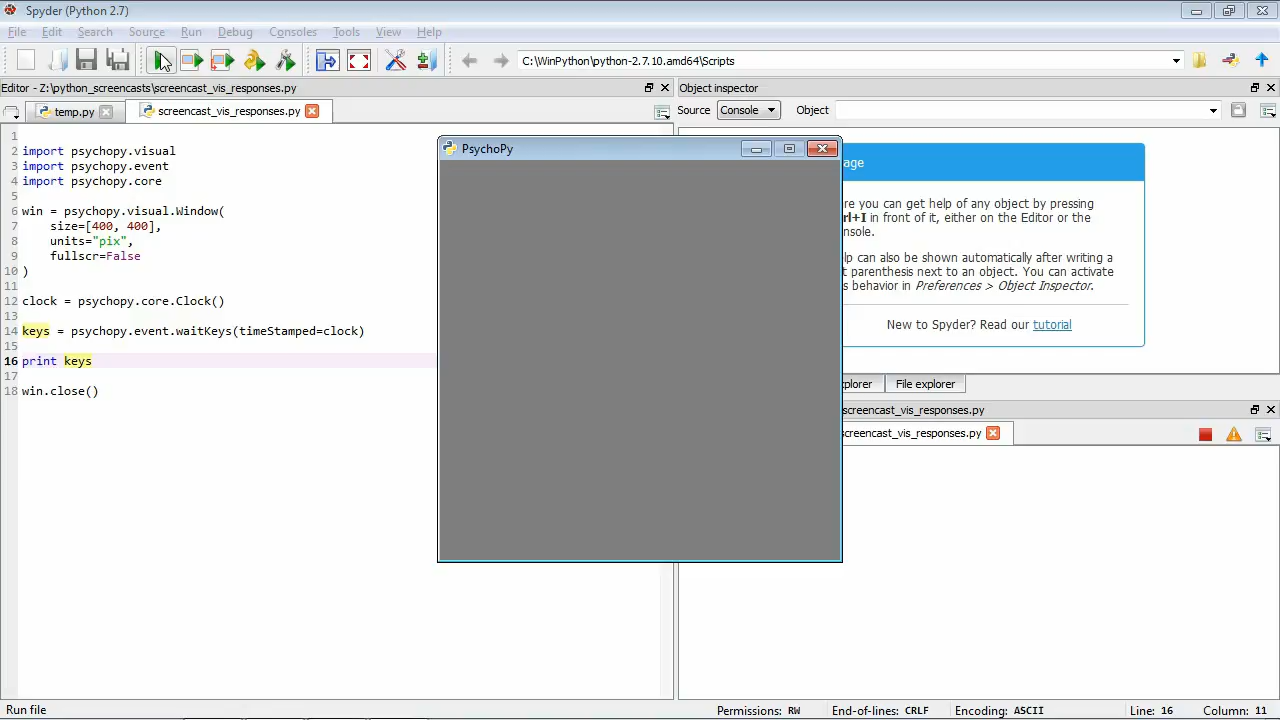 Spyder (Python 2.7)
File Edit Search Source Run Debug Consoles Tools View Help
C:\WinPython\python-2.7.10.amd64\Scripts
Editor - Z:\python_screencasts\screencast_vis_responses.py
temp.py screencast_vis_responses.py
1
2 import psychopy.visual
3 import psychopy.event
4 import psychopy.core
5
6 win = psychopy.visual.Window(
7 size=[400, 400],
8 units="pix",
9 fullscr=False
10 )
11
12 clock = psychopy.core.Clock()
13
14 keys = psychopy.event.waitKeys(timeStamped=clock)
15
16 print keys
17
18 win.close()
PsychoPy
Object inspector
Source Console Object
age
re you can get help of any object by pressing
rl+I in front of it, either on the Editor or the
nsole.
lp can also be shown automatically after writing a
t parenthesis next to an object. You can activate
s behavior in Preferences > Object Inspector.
New to Spyder? Read our tutorial
xplorer File explorer
screencast_vis_responses.py
screencast_vis_responses.py
Run file Permissions: RW End-of-lines: CRLF Encoding: ASCII Line: 16 Column: 11